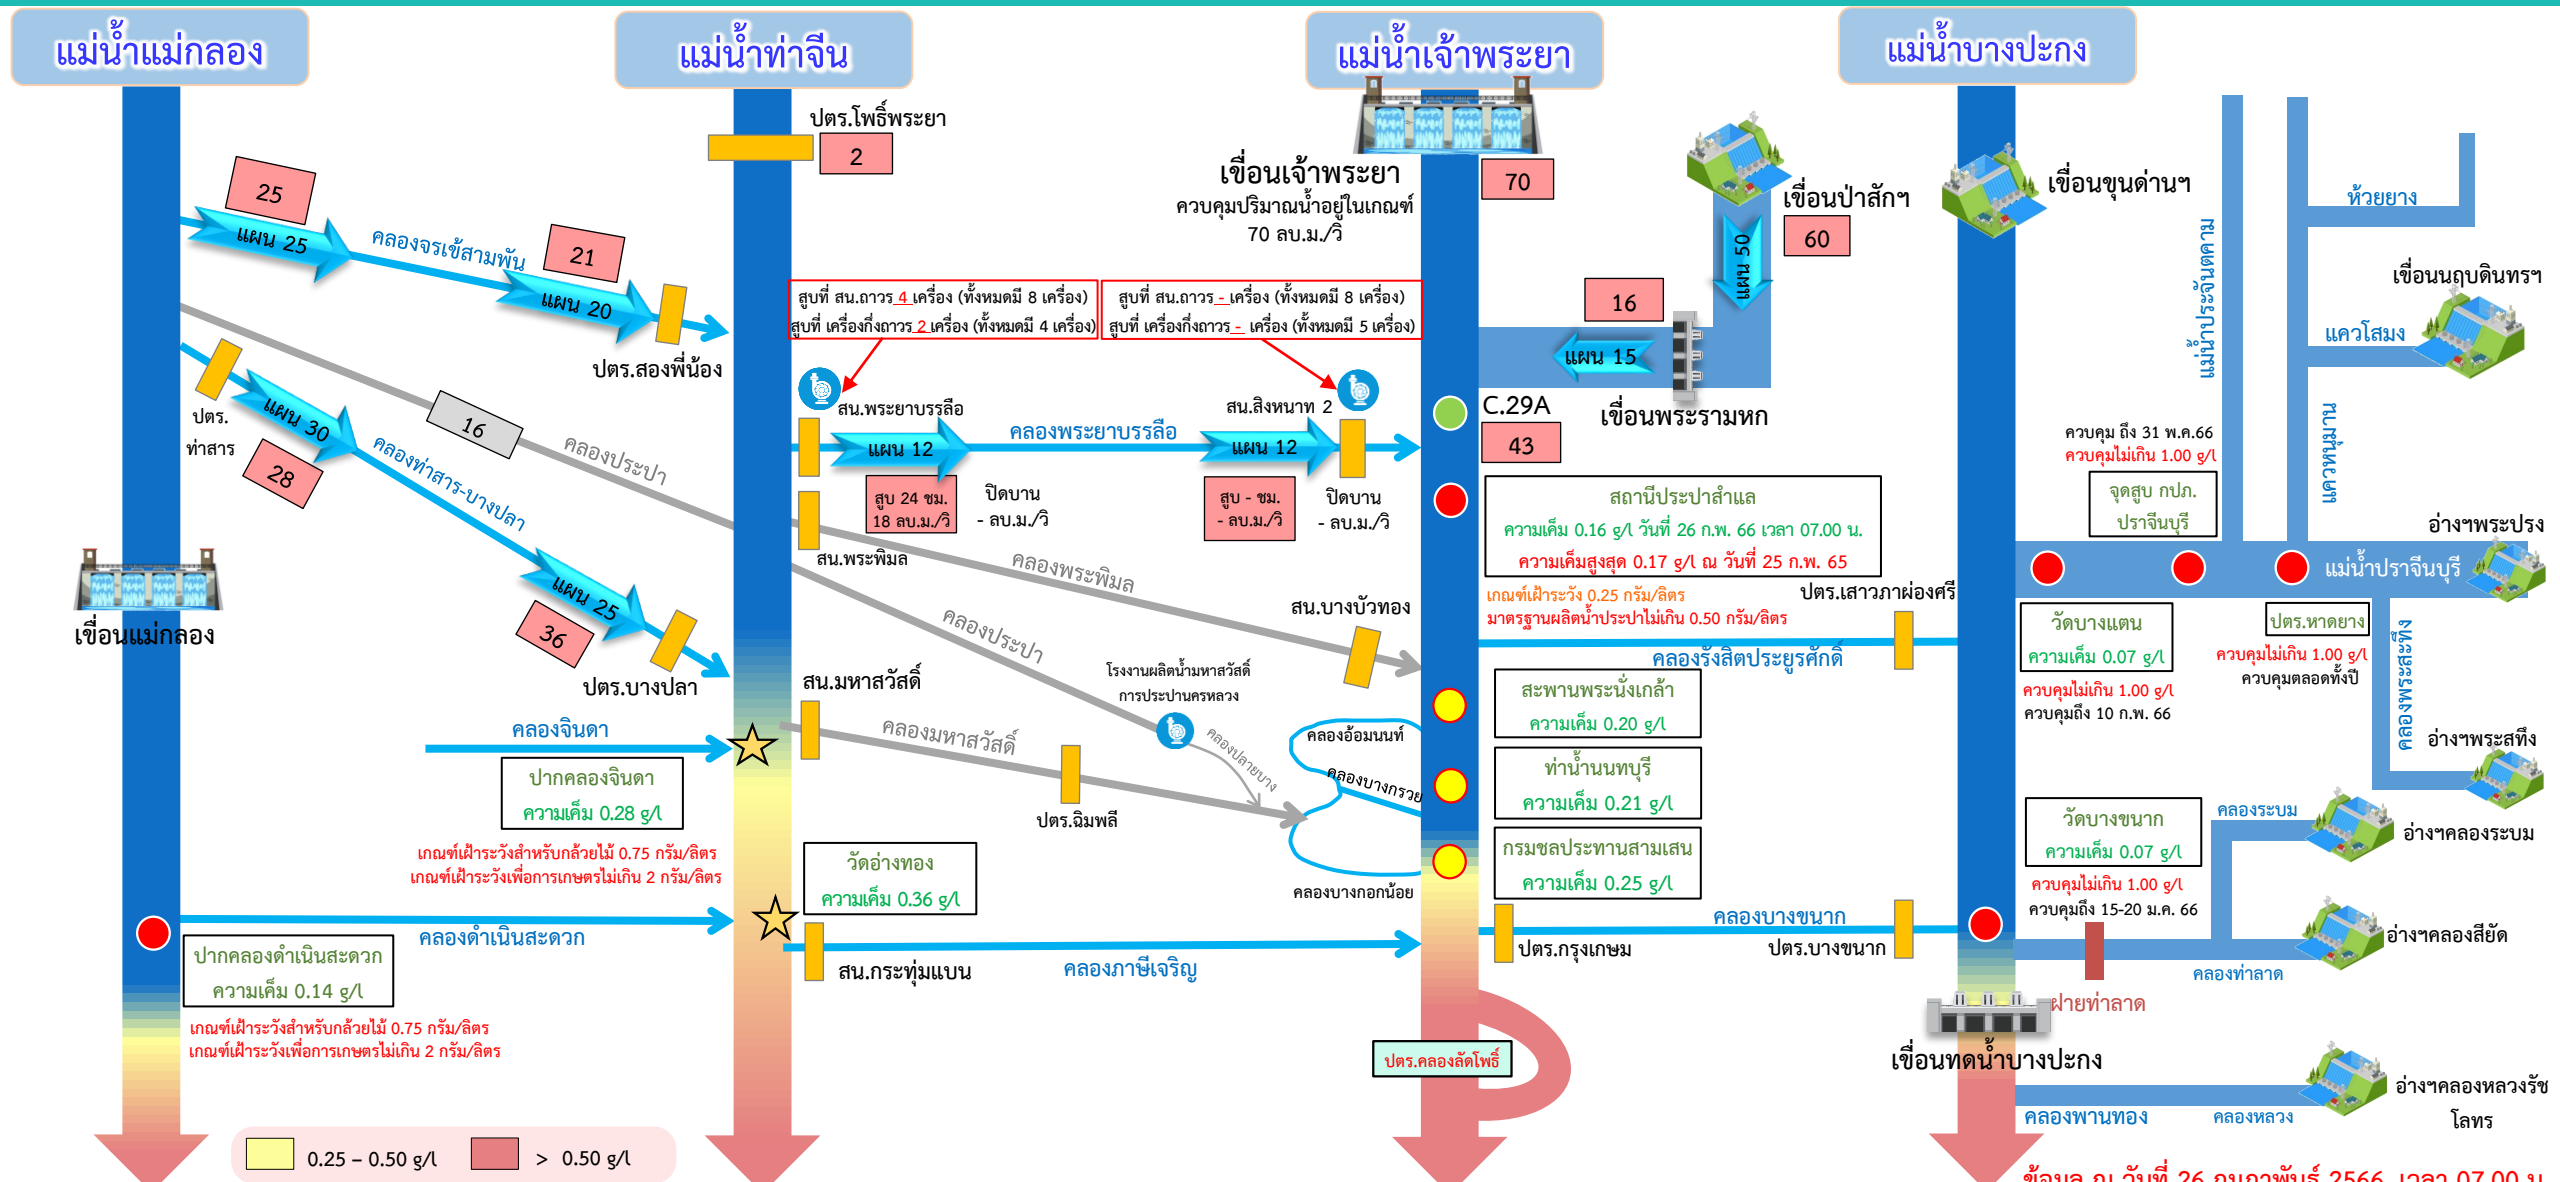 แม่น้ำแม่กลอง
แม่น้ำท่าจีน
แม่น้ำเจ้าพระยา
แม่น้ำบางปะกง
ปตร.โพธิ์พระยา
2
25
แผน 25
คลองจรเข้สามพัน
21
แผน 20
ปตร.สองพี่น้อง
ปตร.
ท่าสาร
แผน 30
28
16
คลองประปา
คลองท่าสาร-บางปลา
แผน 25
36
ปตร.บางปลา
เขื่อนแม่กลอง
คลองจินดา
ปากคลองจินดา
ความเค็ม 0.28 g/l
เกณฑ์เฝ้าระวังสำหรับกล้วยไม้ 0.75 กรัม/ลิตร
เกณฑ์เฝ้าระวังเพื่อการเกษตรไม่เกิน 2 กรัม/ลิตร
คลองดำเนินสะดวก
ปากคลองดำเนินสะดวก
ความเค็ม 0.14 g/l
เกณฑ์เฝ้าระวังสำหรับกล้วยไม้ 0.75 กรัม/ลิตร
เกณฑ์เฝ้าระวังเพื่อการเกษตรไม่เกิน 2 กรัม/ลิตร
0.25 – 0.50 g/l
> 0.50 g/l
เขื่อนเจ้าพระยา
ควบคุมปริมาณน้ำอยู่ในเกณฑ์
70 ลบ.ม./วิ
70
สูบที่ สน.ถาวร 4 เครื่อง (ทั้งหมดมี 8 เครื่อง)
สูบที่ เครื่องกึ่งถาวร 2 เครื่อง (ทั้งหมดมี 4 เครื่อง)
สูบที่ สน.ถาวร - เครื่อง (ทั้งหมดมี 8 เครื่อง)
สูบที่ เครื่องกึ่งถาวร - เครื่อง (ทั้งหมดมี 5 เครื่อง)
สน.พระยาบรรลือ
แผน 12
คลองพระยาบรรลือ
สน.สิงหนาท 2
แผน 12
สูบ 24 ชม.
18 ลบ.ม./วิ
ปิดบาน
- ลบ.ม./วิ
สูบ - ชม.
- ลบ.ม./วิ
ปิดบาน
- ลบ.ม./วิ
สน.พระพิมล
คลองพระพิมล
สน.บางบัวทอง
คลองประปา
โรงงานผลิตน้ำมหาสวัสดิ์
การประปานครหลวง
สน.มหาสวัสดิ์
คลองมหาสวัสดิ์
คลองปลายบาง
ปตร.ฉิมพลี
คลองอ้อมนนท์
คลองบางกรวย
คลองบางกอกน้อย
วัดอ่างทอง
ความเค็ม 0.36 g/l
สน.กระทุ่มแบน
คลองภาษีเจริญ
ปตร.คลองลัดโพธิ์
เขื่อนป่าสักฯ
60
แผน 50
16
แผน 15
เขื่อนพระรามหก
C.29A
43
สถานีประปาสำแล
ความเค็ม 0.16 g/l วันที่ 26 ก.พ. 66 เวลา 07.00 น.
ความเค็มสูงสุด 0.17 g/l ณ วันที่ 25 ก.พ. 65
เกณฑ์เฝ้าระวัง 0.25 กรัม/ลิตร
มาตรฐานผลิตน้ำประปาไม่เกิน 0.50 กรัม/ลิตร
ปตร.เสาวภาผ่องศรี
คลองรังสิตประยูรศักดิ์
สะพานพระนั่งเกล้า
ความเค็ม 0.20 g/l
ท่าน้ำนนทบุรี
ความเค็ม 0.21 g/l
กรมชลประทานสามเสน
ความเค็ม 0.25 g/l
ปตร.กรุงเกษม
คลองบางขนาก
ปตร.บางขนาก
เขื่อนขุนด่านฯ
แม่น้ำประจันตคาม
ห้วยยาง
เขื่อนนฤบดินทรฯ
แควโสมง
แควหนุมาน
ควบคุม ถึง 31 พ.ค.66
ควบคุมไม่เกิน 1.00 g/l
จุดสูบ กปภ.
ปราจีนบุรี
อ่างฯพระปรง
แม่น้ำปราจีนบุรี
วัดบางแตน
ความเค็ม 0.07 g/l
ควบคุมไม่เกิน 1.00 g/l
ควบคุมถึง 10 ก.พ. 66
ปตร.หาดยาง
ควบคุมไม่เกิน 1.00 g/l
ควบคุมตลอดทั้งปี
คลองพระสะทึง
อ่างฯพระสทึง
วัดบางขนาก
ความเค็ม 0.07 g/l
ควบคุมไม่เกิน 1.00 g/l
ควบคุมถึง 15-20 ม.ค. 66
คลองระบม
อ่างฯคลองระบม
อ่างฯคลองสียัด
คลองท่าลาด
ฝายท่าลาด
เขื่อนทดน้ำบางปะกง
คลองพานทอง
คลองหลวง
อ่างฯคลองหลวงรัช
โลทร
ข้อมูล ณ วันที่ 26 กุมภาพันธ์ 2566 เวลา 07.00 น.